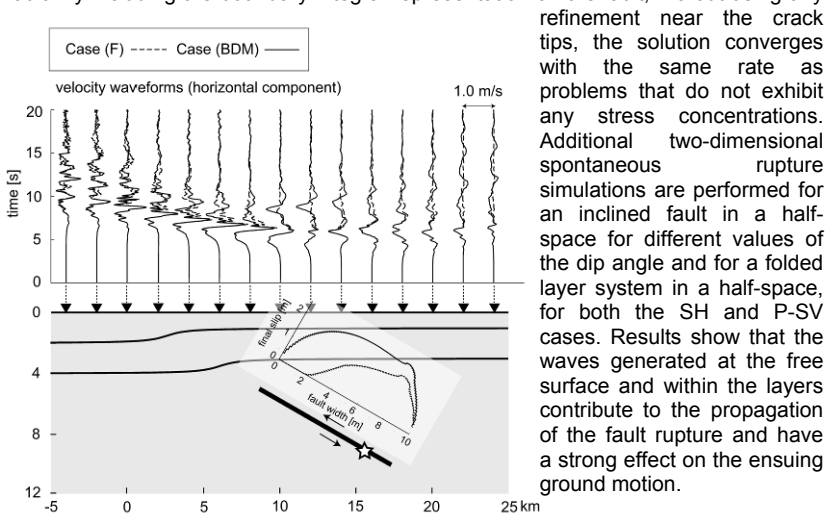 refinement near the crack
tips, the solution converges
with the same rate as
problems that do not exhibit
any stress concentrations.
Additional two-dimensional
spontaneous rupture
simulations are performed for
an inclined fault in a half-
space for different values of
the dip angle and for a folded
layer system in a half-space,
for both the SH and P-SV
cases. Results show that the
waves generated at the free
surface and within the layers
contribute to the propagation
of the fault rupture and have
a strong effect on the ensuing
ground motion.
Case (F) ----- Case (BDM) ——
velocity waveforms (horizontal component)
1.0 m/s
20
15
10
5
0
time [s]
0
4
8
12
final slip [m]
0 1 2
0 2 4 6 8 10
fault width [m]
-5 0 5 10 15 20 25 km